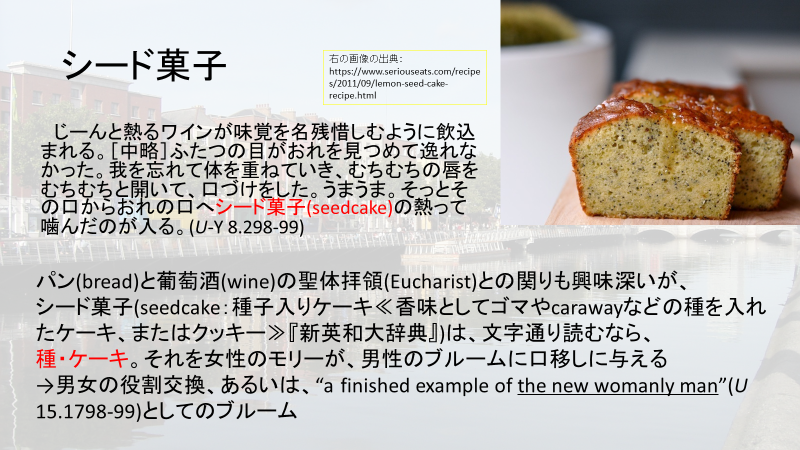 シード菓子
右の画像の出典：
https://www.seriouseats.com/recipe
s/2011/09/lemon-seed-cake-
recipe.html
じーんと熱るワインが味覚を名残惜しむように飲込
まれる。［中略］ふたつの目がおれを見つめて逸れな
かった。我を忘れて体を重ねていき、むちむちの唇を
むちむちと開いて、口づけをした。うまうま。そっとそ
の口からおれの口へシード菓子(seedcake)の熱って
噛んだのが入る。(U-Y 8.298-99)
パン(bread)と葡萄酒(wine)の聖体拝領(Eucharist)との関りも興味深いが、
シード菓子(seedcake：種子入りケーキ≪香味としてゴマやcarawayなどの種を入れ
たケーキ、またはクッキー≫『新英和大辞典』)は、文字通り読むなら、
種・ケーキ。それを女性のモリーが、男性のブルームに口移しに与える
→男女の役割交換、あるいは、“a finished example of the new womanly man”(U
15.1798-99)としてのブルーム